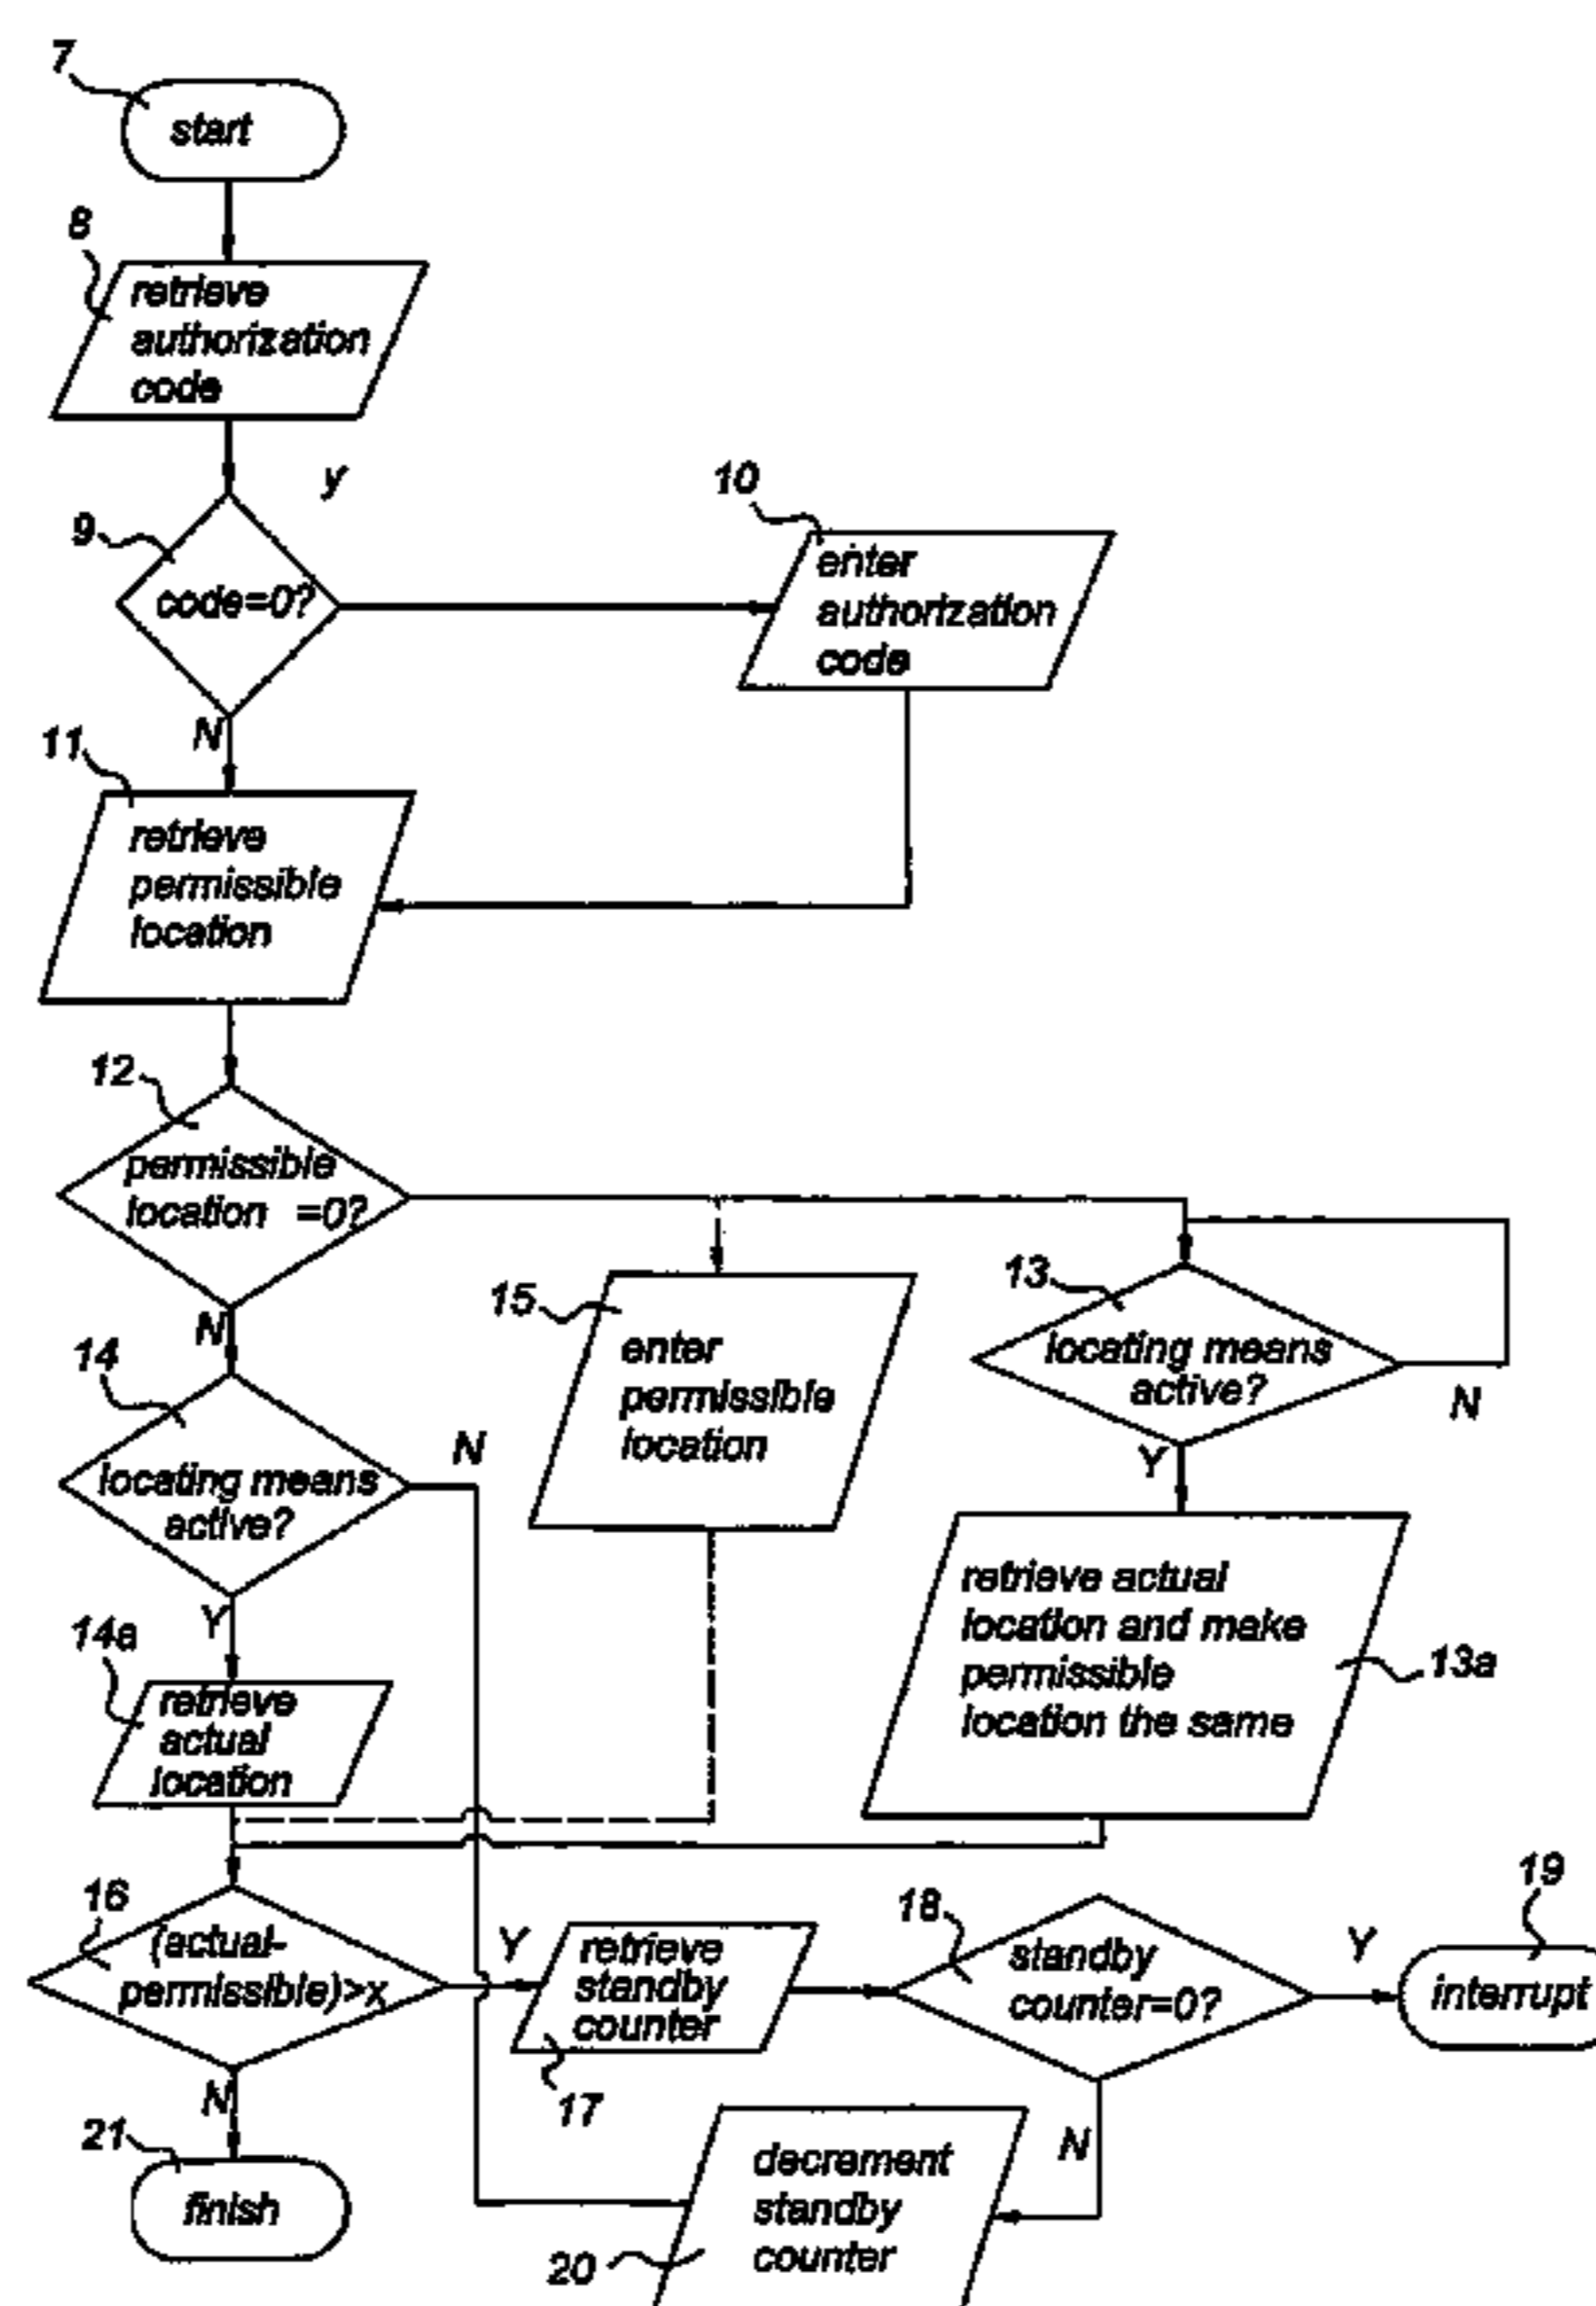 7
start
8
retrieve
authorization
code
y
9
code=0?
10
enter
authorization
code
N
11
retrieve
permissible
location
12
permissible
location =0?
N
13
locating means
active?
N
Y
15
enter
permissible
location
14
locating means
active?
N
Y
14a
retrieve
actual
location
retrieve actual
location and make
permissible
location the same
13a
16
(actual-
permissible)>x
Y
retrieve
standby
counter
17
18
standby
counter=0?
Y
19
interrupt
N
21
finish
N
decrement
standby
counter
20